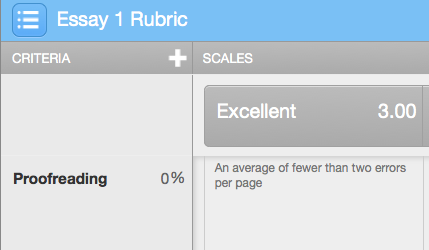 Essay 1 Rubric
CRITERIA SCALES
Excellent 3.00
Proofreading 0%
An average of fewer than two errors
per page